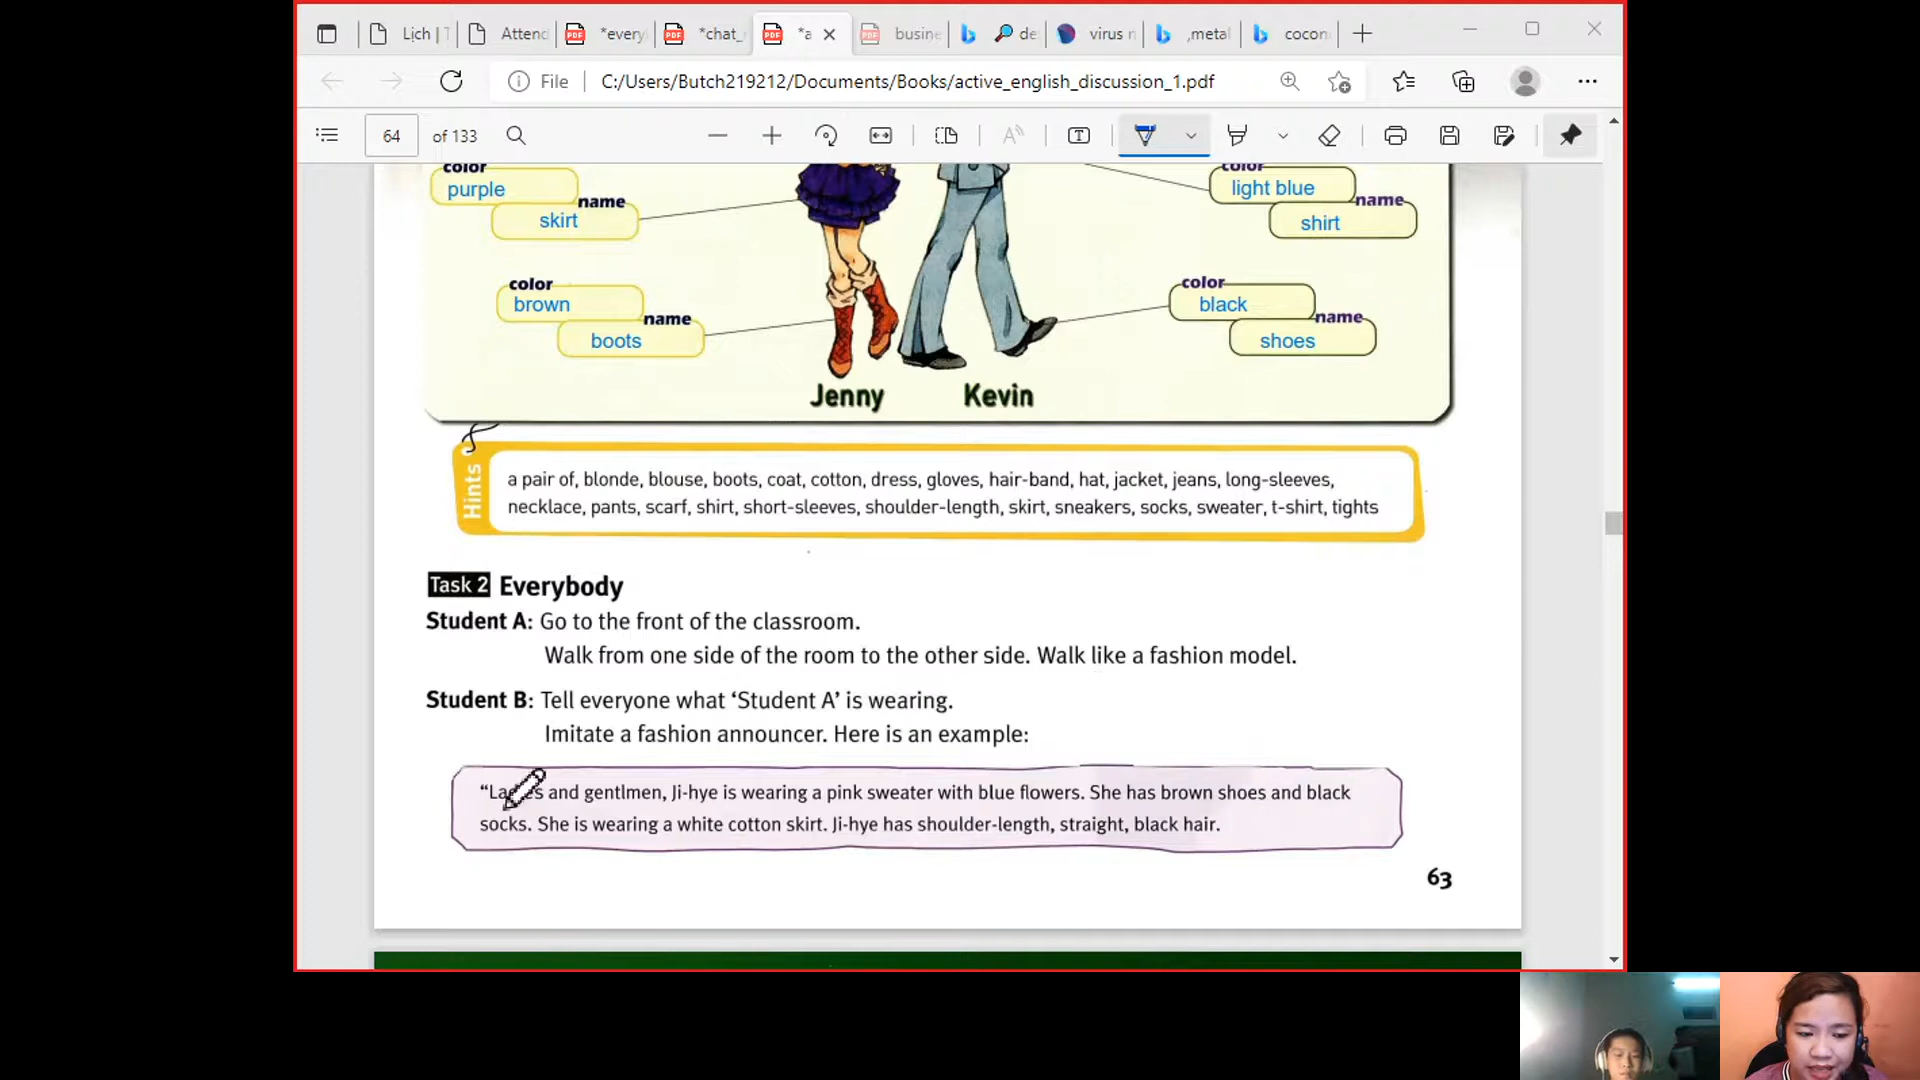 Lich | T
Attend
*every
*chat_
*a
busine
de
virus n
,metal
cocon
File
C:/Users/Butch219212/Documents/Books/active_english_discussion_1.pdf
64 of 133
color
purple
name
skirt
color
light blue
name
shirt
color
brown
name
boots
color
black
name
shoes
Jenny Kevin
Hints
a pair of, blonde, blouse, boots, coat, cotton, dress, gloves, hair-band, hat, jacket, jeans, long-sleeves,
necklace, pants, scarf, shirt, short-sleeves, shoulder-length, skirt, sneakers, socks, sweater, t-shirt, tights
Task 2 Everybody
Student A: Go to the front of the classroom.
Walk from one side of the room to the other side. Walk like a fashion model.
Student B: Tell everyone what ‘Student A’ is wearing.
Imitate a fashion announcer. Here is an example:
“Ladies and gentlmen, Ji-hye is wearing a pink sweater with blue flowers. She has brown shoes and black
socks. She is wearing a white cotton skirt. Ji-hye has shoulder-length, straight, black hair.
63